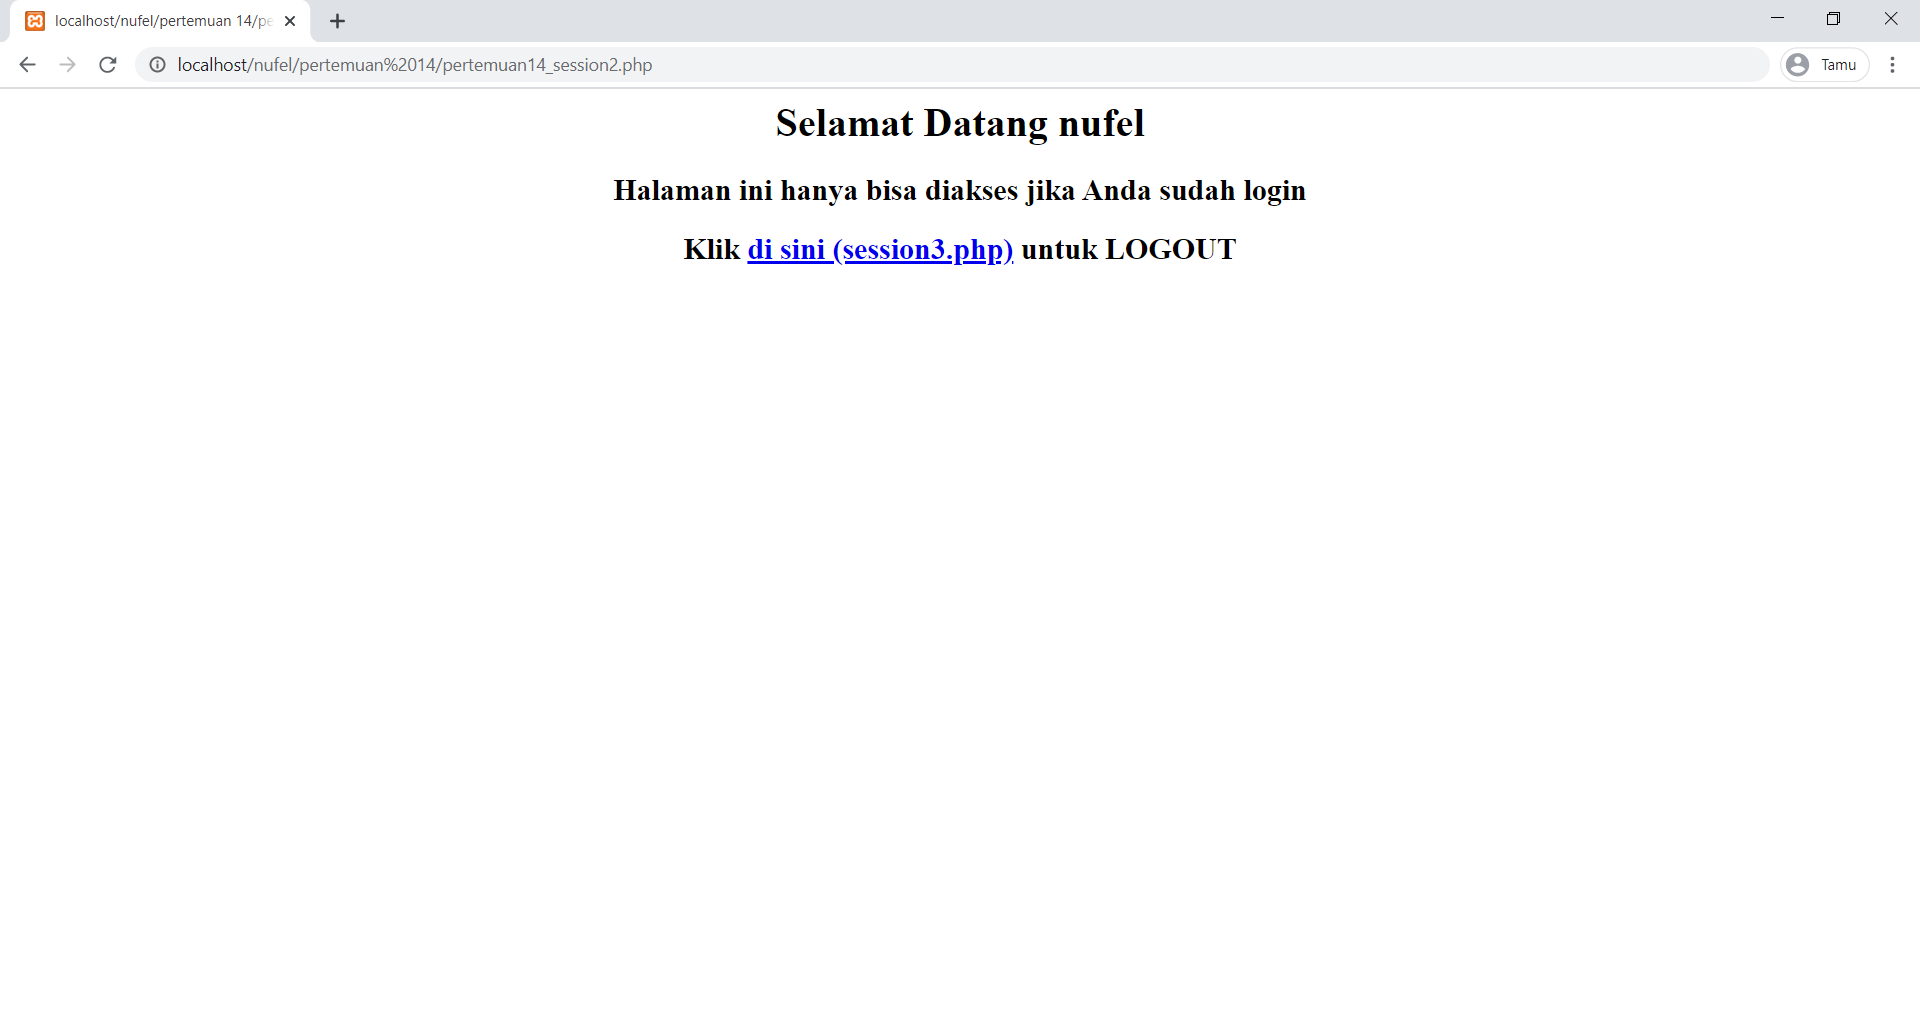 localhost/nufel/pertemuan 14/pe
localhost/nufel/pertemuan%2014/pertemuan14_session2.php
Tamu
Selamat Datang nufel
Halaman ini hanya bisa diakses jika Anda sudah login
Klik di sini (session3.php) untuk LOGOUT